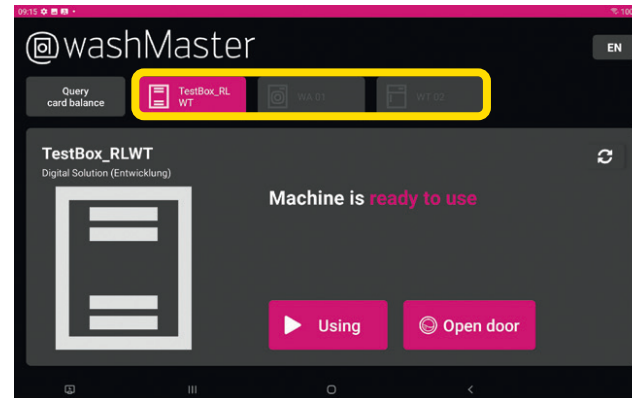 09:15
100
washMaster
EN
Query
card balance
TestBox_RL
WT
WA 01
WT 02
TestBox_RLWT
Digital Solution (Entwicklung)
Machine is ready to use
Using
Open door